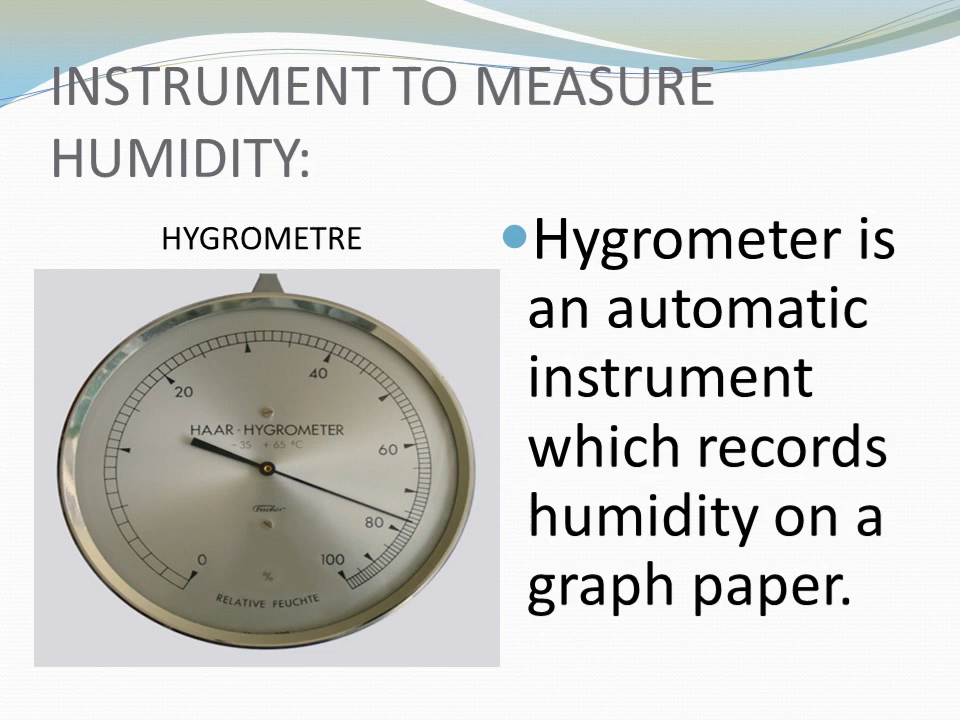 INSTRUMENT TO MEASURE
HUMIDITY:
HYGROMETRE
Hygrometer is
an automatic
instrument
which records
humidity on a
graph paper.
40
20
HAAR-HYGROMETER
-35 +65 °C
60
Fischer
80
0
100
%
RELATIVE FEUCHTE